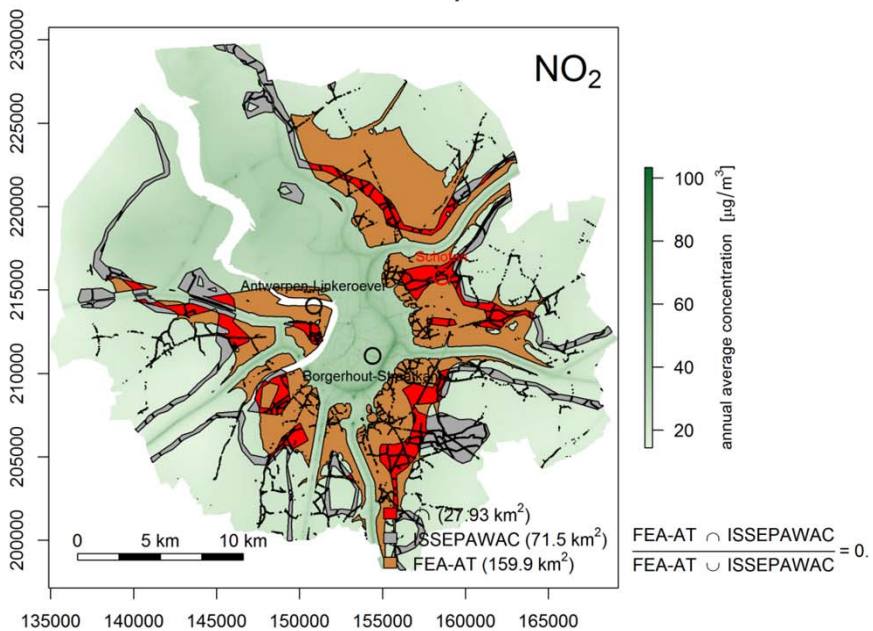 NO2
230000
225000
220000
215000
210000
205000
200000
Schoten
Antwerpen-Linkeroever
0 5 km 10 km
∩ (27.93 km²)
ISSEPAWAC (71.5 km²)
FEA-AT (159.9 km²)
135000 140000 145000 150000 155000 160000 165000
100
80
60
40
20
annual average concentration [µg/m³]
FEA-AT ∩ ISSEPAWAC
FEA-AT ∪ ISSEPAWAC
= 0.